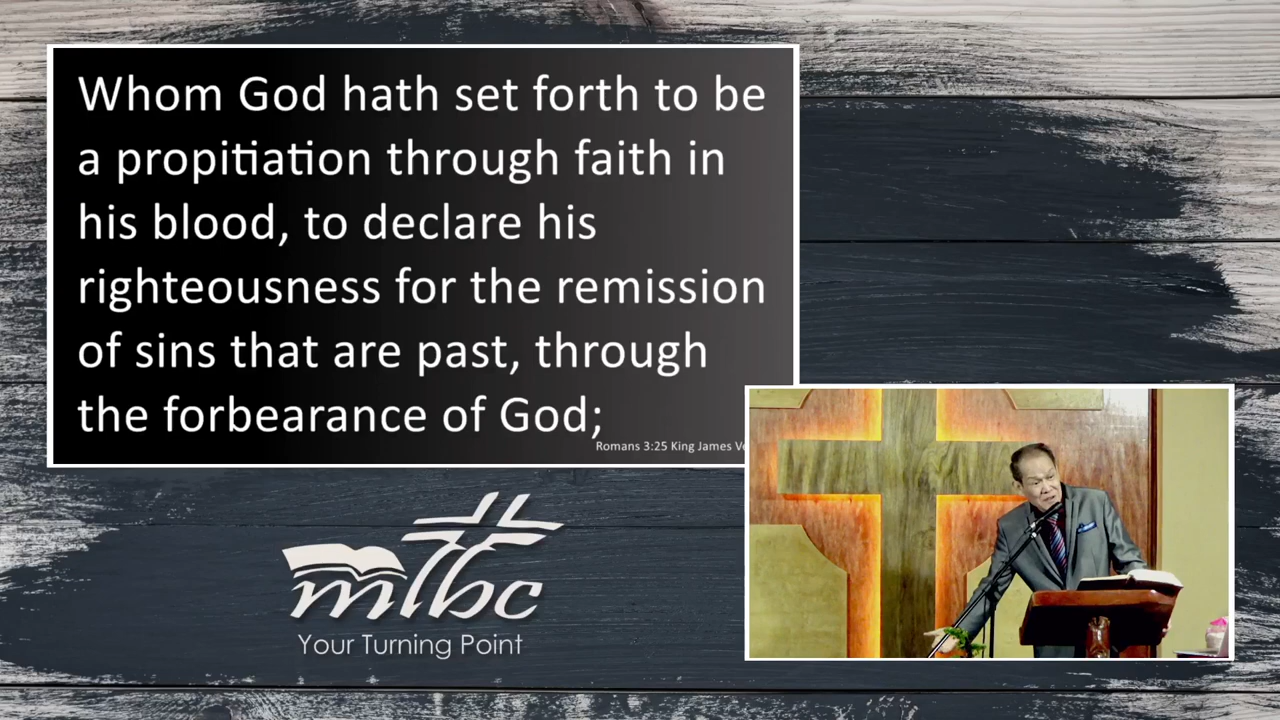 Whom God hath set forth to be
a propitiation through faith in
his blood, to declare his
righteousness for the remission
of sins that are past, through
the forbearance of God;
Romans 3:25 King James
mlbc
Your Turning Point